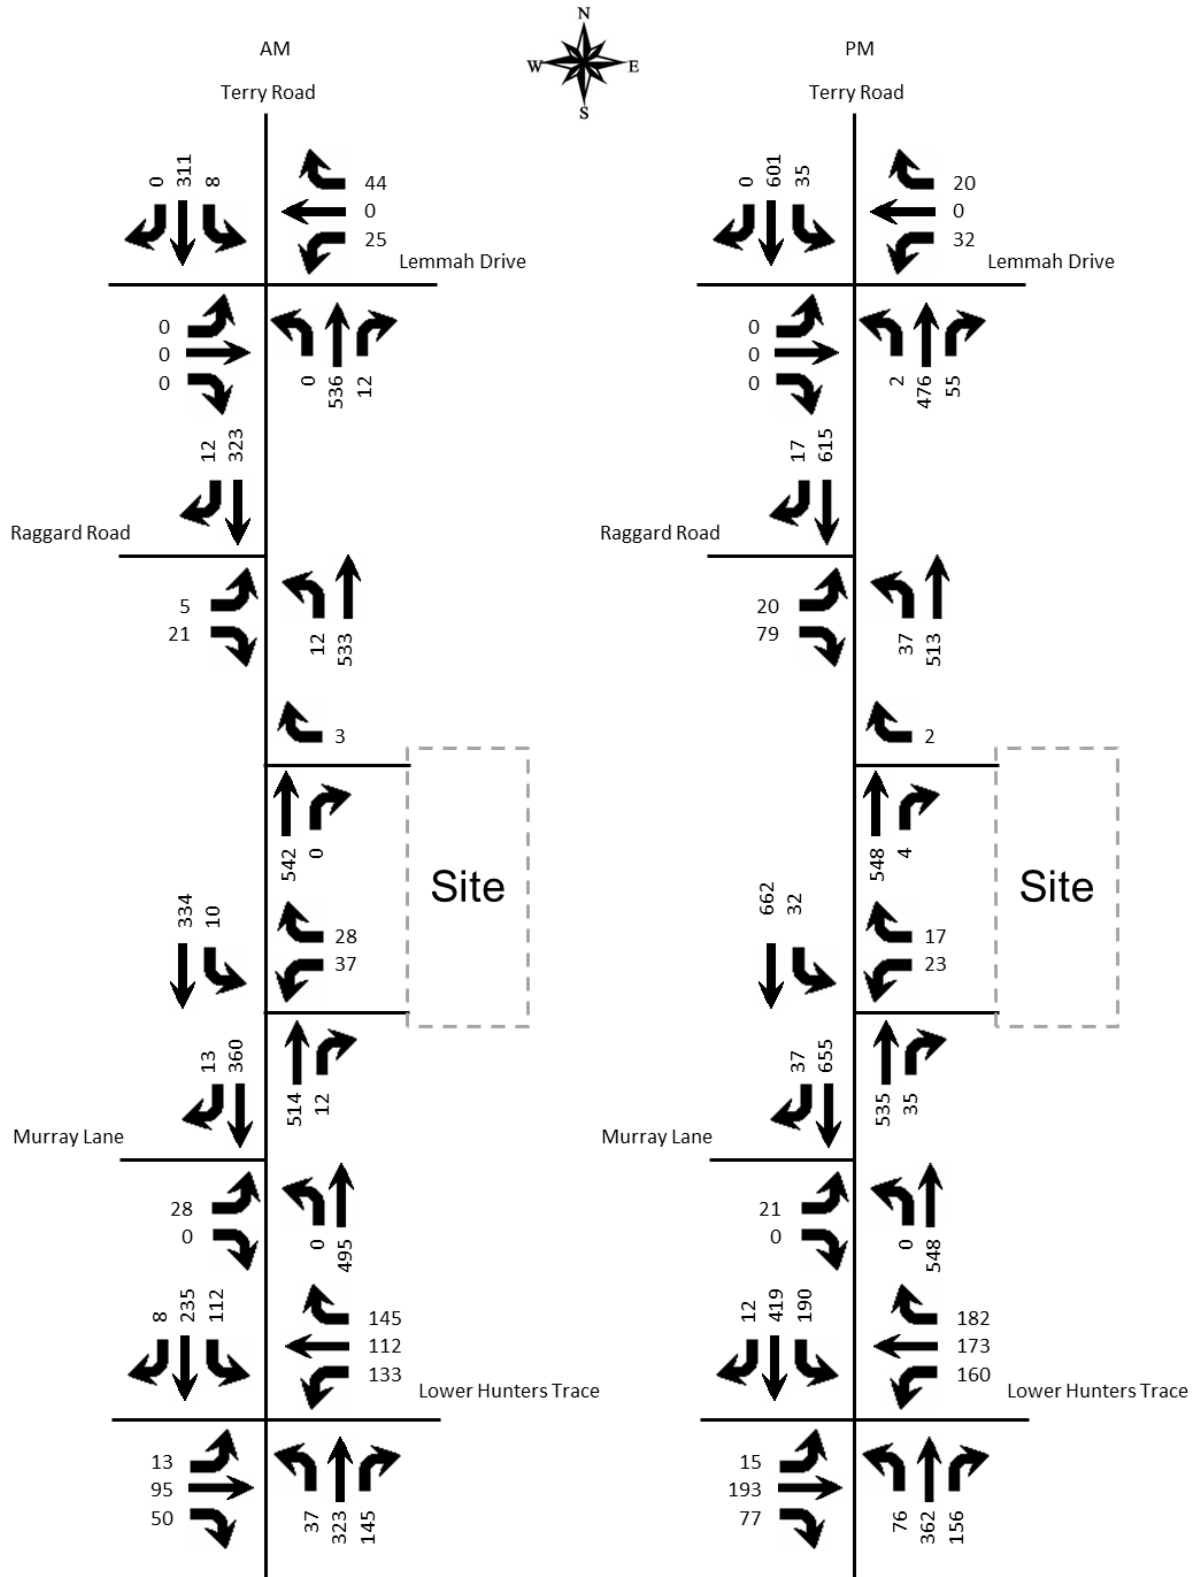 N
W E
S
AM
Terry Road
0 311 8
44
0
25
Lemmah Drive
0
0
0
0 536 12
12 323
Raggard Road
5
21
12 533
3
542 0
Site
334 10
28
37
514 12
13 360
Murray Lane
28
0
0 495
8 235 112
145
112
133
Lower Hunters Trace
13
95
50
37 323 145
PM
Terry Road
0 601 35
20
0
32
Lemmah Drive
0
0
0
2 476 55
17 615
Raggard Road
20
79
37 513
2
548 4
Site
662 32
17
23
535 35
37 655
Murray Lane
21
0
0 548
12 419 190
182
173
160
Lower Hunters Trace
15
193
77
76 362 156